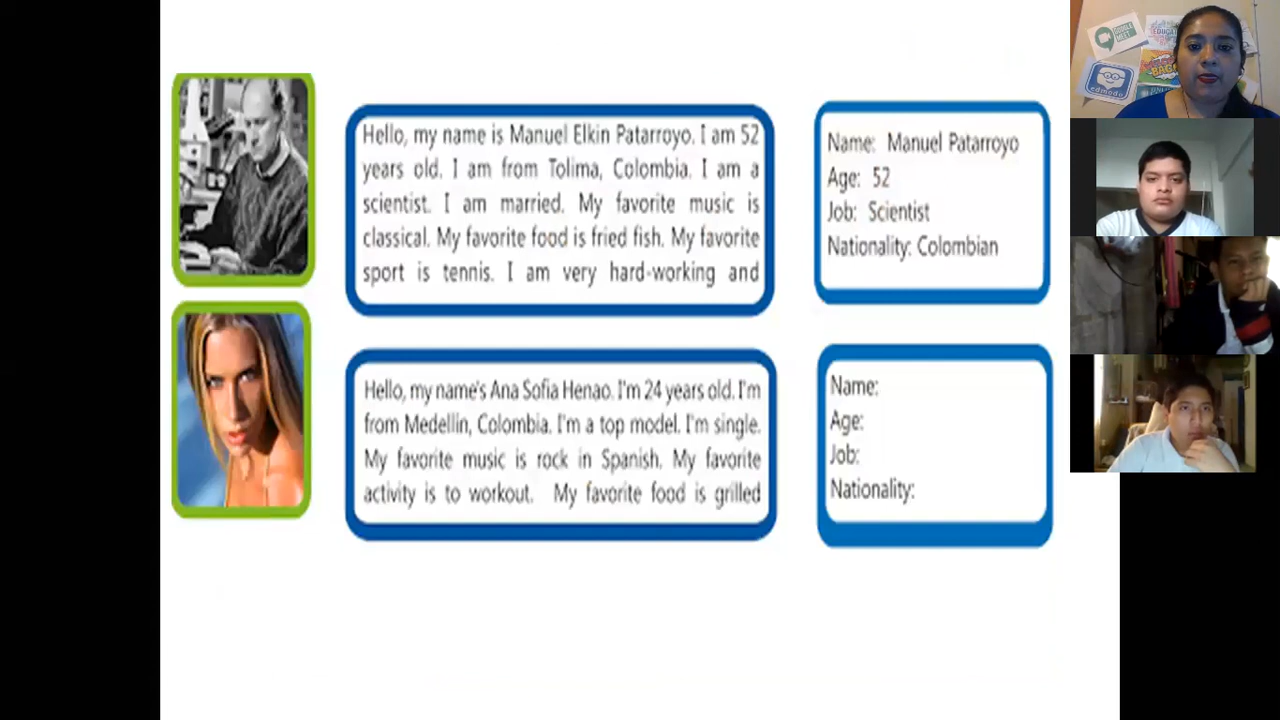 Hello, my name is Manuel Elkin Patarroyo. I am 52
years old. I am from Tolima, Colombia. I am a
scientist. I am married. My favorite music is
classical. My favorite food is fried fish. My favorite
sport is tennis. I am very hard-working and
Name: Manuel Patarroyo
Age: 52
Job: Scientist
Nationality: Colombian
Hello, my name's Ana Sofia Henao. I'm 24 years old. I'm
from Medellin, Colombia. I'm a top model. I'm single.
My favorite music is rock in Spanish. My favorite
activity is to workout. My favorite food is grilled
Name:
Age:
Job:
Nationality:
edmodo